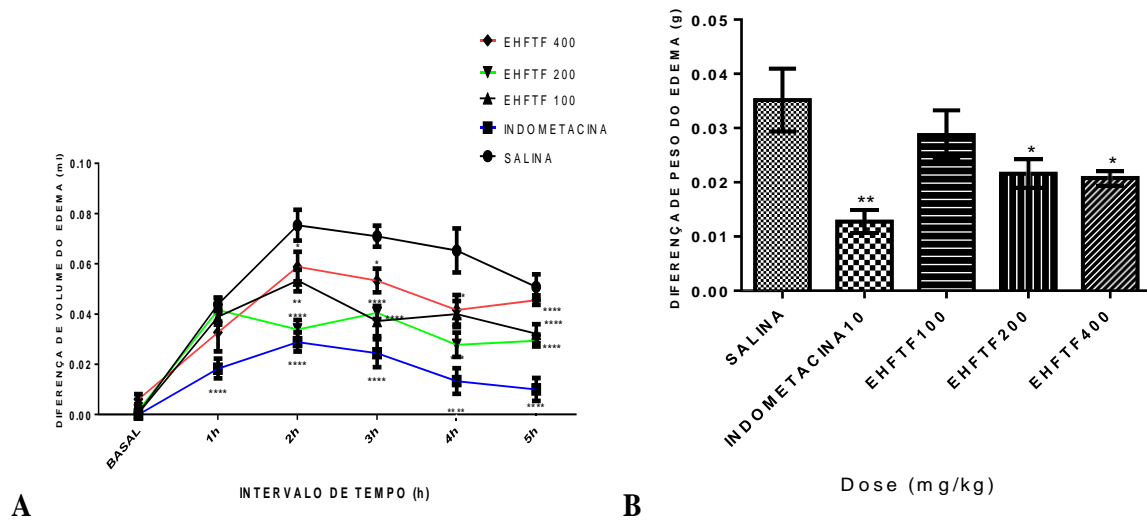 EHFTF 400
EHFTF 200
EHFTF 100
INDOMETACINA
SALINA
DIFERENÇA DE VOLUME DO EDEMA (ml)
0.10
0.08
0.06
0.04
0.02
0.00
*
*
**
****
****
****
****
****
****
****
****
****
****
****
BASAL
1h
2h
3h
4h
5h
INTERVALO DE TEMPO (h)
A
DIFERENÇA DE PESO DO EDEMA (g)
0.05
0.04
0.03
0.02
0.01
0.00
**
*
*
SALINA
INDOMETACINA10
EHFTF100
EHFTF200
EHFTF400
Dose (mg/kg)
B